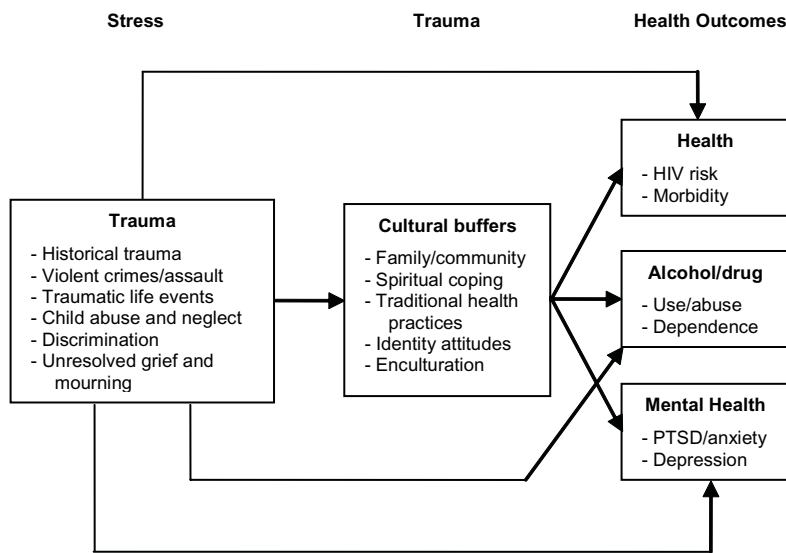 Stress
Trauma
Health Outcomes
Trauma
- Historical trauma
- Violent crimes/assault
- Traumatic life events
- Child abuse and neglect
- Discrimination
- Unresolved grief and
mourning
Cultural buffers
- Family/community
- Spiritual coping
- Traditional health
practices
- Identity attitudes
- Enculturation
Health
- HIV risk
- Morbidity
Alcohol/drug
- Use/abuse
- Dependence
Mental Health
- PTSD/anxiety
- Depression